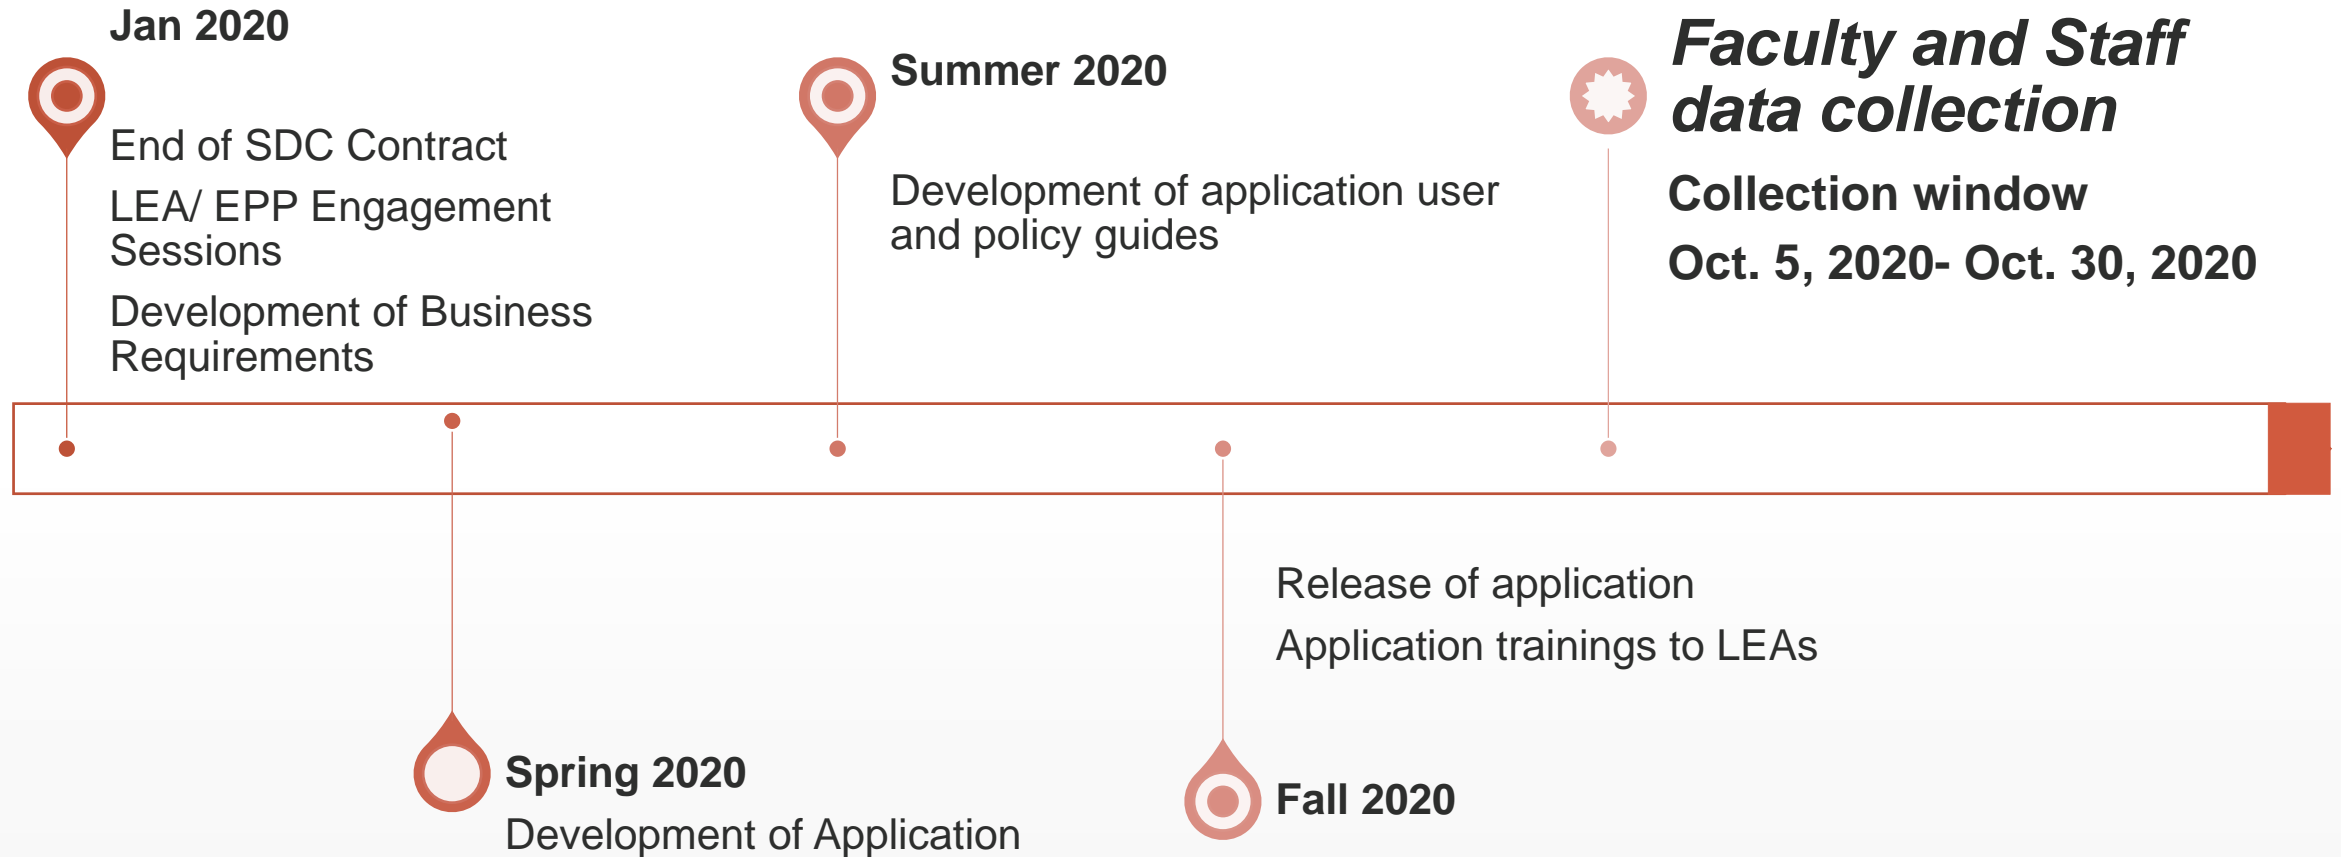 Jan 2020
End of SDC Contract
LEA/ EPP Engagement
Sessions
Development of Business
Requirements
Spring 2020
Development of Application
Summer 2020
Development of application user
and policy guides
Fall 2020
Release of application
Application trainings to LEAs
Faculty and Staff
data collection
Collection window
Oct. 5, 2020- Oct. 30, 2020